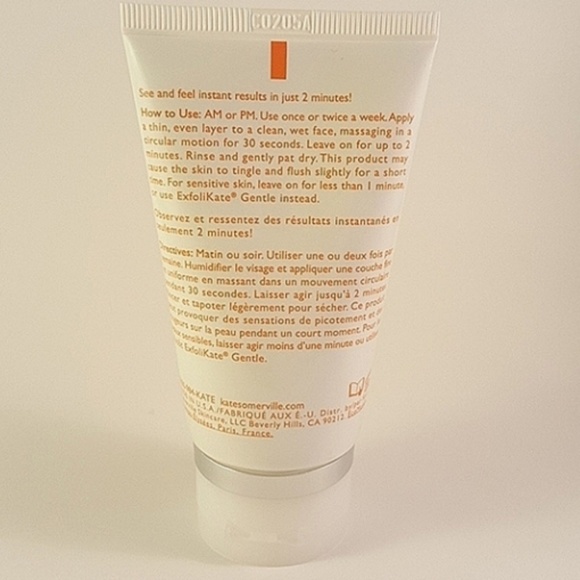 C0205A
See and feel instant results in just 2 minutes!
How to Use: AM or PM. Use once or twice a week. Apply
a thin, even layer to a clean, wet face, massaging in a
circular motion for 30 seconds. Leave on for up to 2
minutes. Rinse and gently pat dry. This product may
cause the skin to tingle and flush slightly for a short
time. For sensitive skin, leave on for less than 1 minute,
or use ExfoliKate® Gentle instead.
Observez et ressentez des résultats instantanés en
seulement 2 minutes!
Directives: Matin ou soir. Utiliser une ou deux fois par
semaine. Humidifier le visage et appliquer une couche fine
uniforme en massant dans un mouvement circulaire
30 secondes. Laisser agir jusqu'à 2 minutes
et tapoter légèrement pour sécher. Ce produit
provoquer des sensations de picotement et
sur la peau pendant un court moment. Pour
sensibles, laisser agir moins d'une minute ou utiliser
ExfoliKate® Gentle.
-KATE katesomerville.com
U.S.A./FABRIQUÉ AUX É.-U. Distr.
Skincare, LLC Beverly Hills, CA 90212
Paris, France.